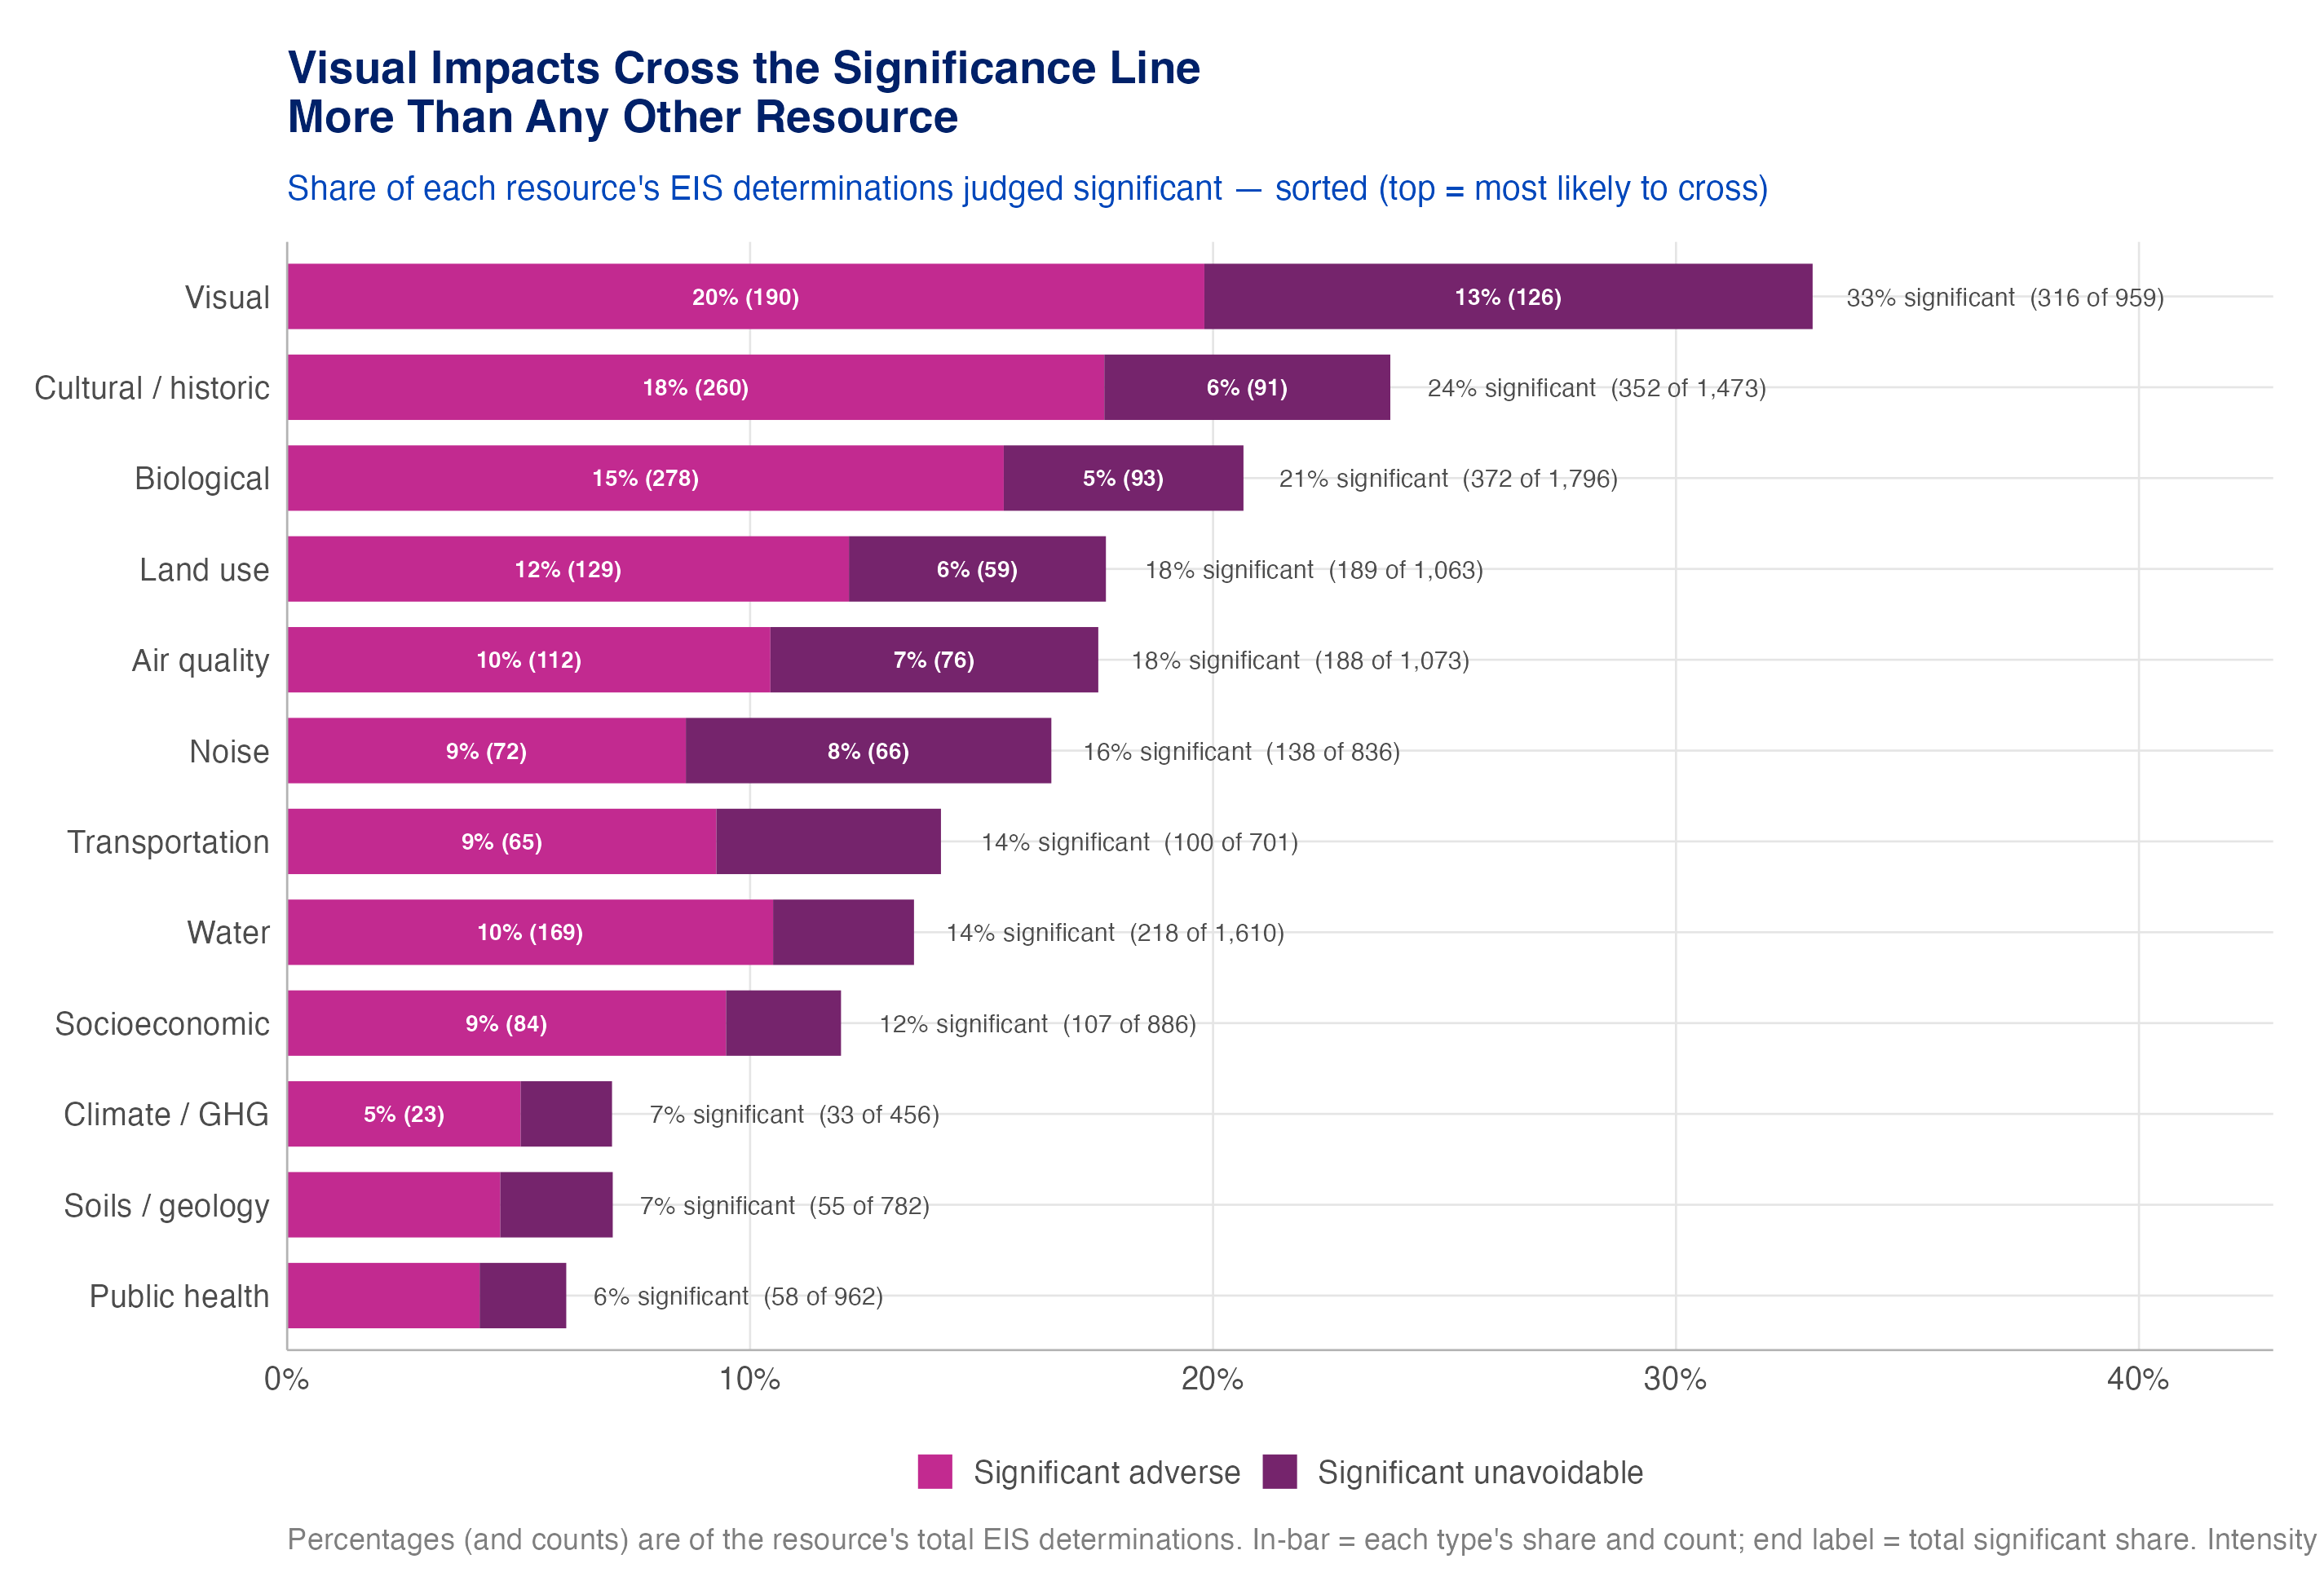 Visual Impacts Cross the Significance Line
More Than Any Other Resource
Share of each resource's EIS determinations judged significant — sorted (top = most likely to cross)
Visual 20% (190) 13% (126) 33% significant (316 of 959)
Cultural / historic 18% (260) 6% (91) 24% significant (352 of 1,473)
Biological 15% (278) 5% (93) 21% significant (372 of 1,796)
Land use 12% (129) 6% (59) 18% significant (189 of 1,063)
Air quality 10% (112) 7% (76) 18% significant (188 of 1,073)
Noise 9% (72) 8% (66) 16% significant (138 of 836)
Transportation 9% (65) 14% significant (100 of 701)
Water 10% (169) 14% significant (218 of 1,610)
Socioeconomic 9% (84) 12% significant (107 of 886)
Climate / GHG 5% (23) 7% significant (33 of 456)
Soils / geology 7% significant (55 of 782)
Public health 6% significant (58 of 962)
0% 10% 20% 30% 40%
Significant adverse Significant unavoidable
Percentages (and counts) are of the resource's total EIS determinations. In-bar = each type's share and count; end label = total significant share. Intensity